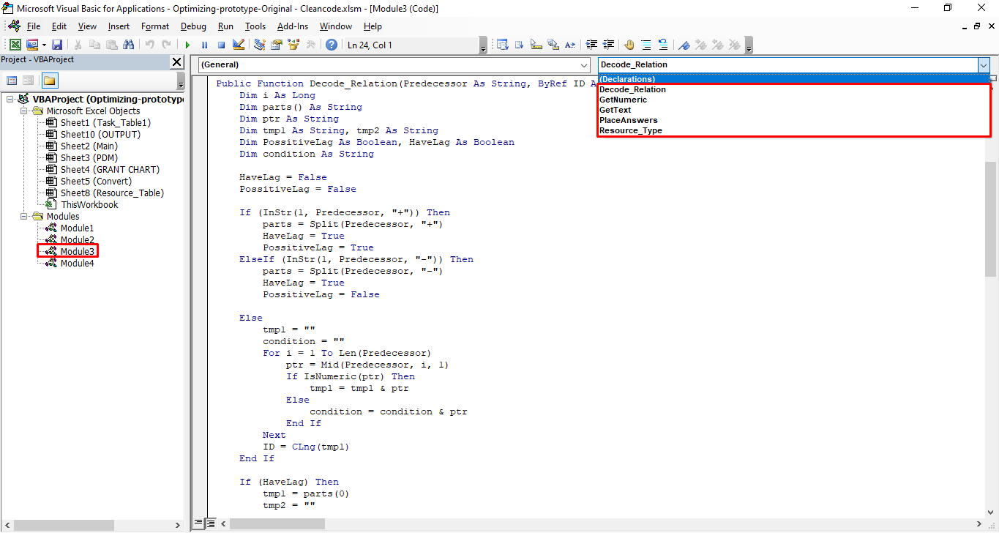 Microsoft Visual Basic for Applications - Optimizing-prototype-Original - Cleancode.xlsm - [Module3 (Code)]
File Edit View Insert Format Debug Run Tools Add-Ins Window Help
Ln 24, Col 1
Project - VBAProject
VBAProject (Optimizing-prototype
Microsoft Excel Objects
Sheet1 (Task_Table1)
Sheet10 (OUTPUT)
Sheet2 (Main)
Sheet3 (PDM)
Sheet4 (GRANT CHART)
Sheet5 (Convert)
Sheet8 (Resource_Table)
ThisWorkbook
Modules
Module1
Module2
Module3
Module4
(General)
Decode_Relation
(Declarations)
Decode_Relation
GetNumeric
GetText
PlaceAnswers
Resource_Type
Public Function Decode_Relation(Predecessor As String, ByRef ID A
Dim i As Long
Dim parts() As String
Dim ptr As String
Dim tmp1 As String, tmp2 As String
Dim PossitiveLag As Boolean, HaveLag As Boolean
Dim condition As String
HaveLag = False
PossitiveLag = False
If (InStr(1, Predecessor, "+")) Then
parts = Split(Predecessor, "+")
HaveLag = True
PossitiveLag = True
ElseIf (InStr(1, Predecessor, "-")) Then
parts = Split(Predecessor, "-")
HaveLag = True
PossitiveLag = False
Else
tmp1 = ""
condition = ""
For i = 1 To Len(Predecessor)
ptr = Mid(Predecessor, i, 1)
If IsNumeric(ptr) Then
tmp1 = tmp1 & ptr
Else
condition = condition & ptr
End If
Next
ID = CLng(tmp1)
End If
If (HaveLag) Then
tmp1 = parts(0)
tmp2 = ""